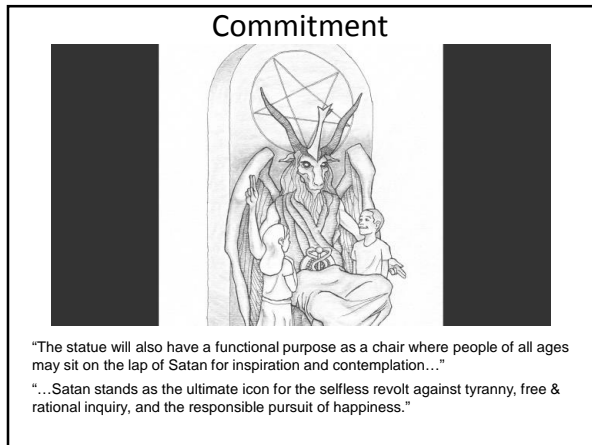 Commitment
“The statue will also have a functional purpose as a chair where people of all ages
may sit on the lap of Satan for inspiration and contemplation…”
“…Satan stands as the ultimate icon for the selfless revolt against tyranny, free &
rational inquiry, and the responsible pursuit of happiness.”